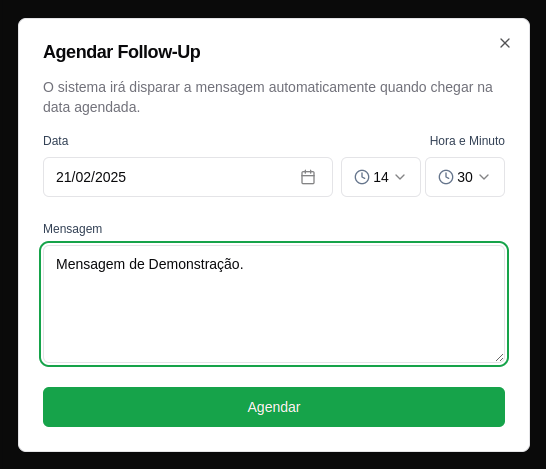 Agendar Follow-Up
O sistema irá disparar a mensagem automaticamente quando chegar na
data agendada.
Data
Hora e Minuto
21/02/2025
14
30
Mensagem
Mensagem de Demonstração.
Agendar